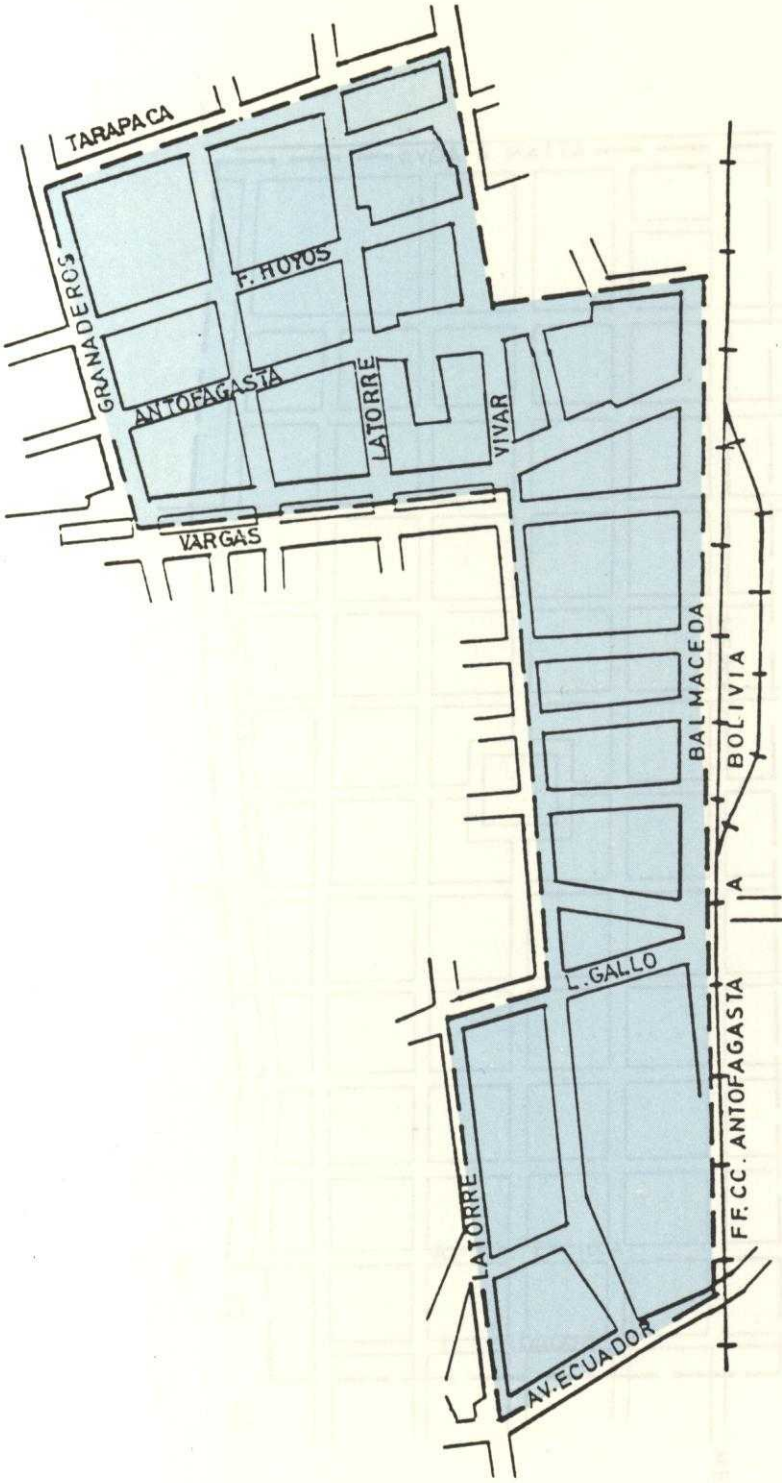 TARAPACA
GRANADEROS
F. HOYOS
ANTOFAGASTA
LATORRE
VIVAR
VARGAS
BALMACEDA
FF.CC. ANTOFAGASTA A BOLIVIA
L. GALLO
LATORRE
AV. ECUADOR